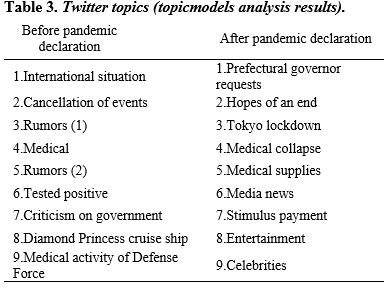 Table 3. Twitter topics (topicmodels analysis results).
Before pandemic
declaration
After pandemic declaration
1.International situation
1.Prefectural governor
requests
2.Cancellation of events
2.Hopes of an end
3.Rumors (1)
3.Tokyo lockdown
4.Medical
4.Medical collapse
5.Rumors (2)
5.Medical supplies
6.Tested positive
6.Media news
7.Criticism on government
7.Stimulus payment
8.Diamond Princess cruise ship
8.Entertainment
9.Medical activity of Defense
Force
9.Celebrities